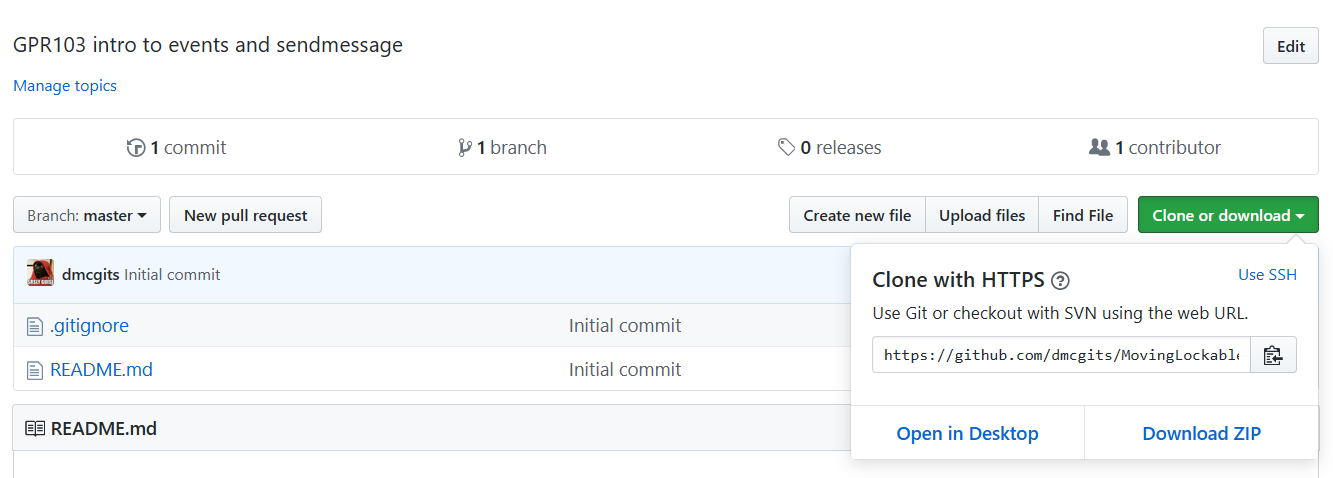 GPR103 intro to events and sendmessage
Edit
Manage topics
1 commit
1 branch
0 releases
1 contributor
Branch: master
New pull request
Create new file
Upload files
Find File
Clone or download
dmcgits Initial commit
.gitignore
Initial commit
README.md
Initial commit
README.md
Clone with HTTPS
Use SSH
Use Git or checkout with SVN using the web URL.
https://github.com/dmcgits/MovingLockable
Open in Desktop
Download ZIP